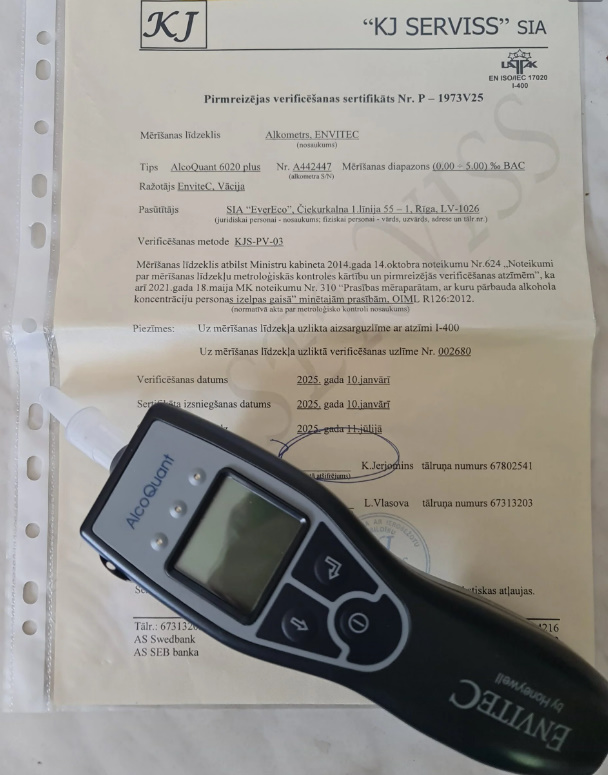 KJ
"KJ SERVISS" SIA
LATAK
EN ISO/IEC 17020
I-400
Pirmreizējas verificēšanas sertifikāts Nr. P – 1973V25
Mērīšanas līdzeklis Alkometrs, ENVITEC
(nosaukums)
Tips AlcoQuant 6020 plus Nr. A442447 Mērīšanas diapazons (0.00 ÷ 5.00) ‰ BAC
(alkometra S/N)
Ražotājs EnviteC, Vācija
Pasūtītājs SIA "EverEco", Čiekurkalna 1 līnija 55 – 1, Rīga, LV-1026
(juridiskai personai - nosaukums; fiziskai personai - vārds, uzvārds, adrese un tālr.nr.)
Verificēšanas metode KJS-PV-03
Mērīšanas līdzeklis atbilst Ministru kabineta 2014.gada 14.oktobra noteikumu Nr.624 „Noteikumi
par mērīšanas līdzekļu metroloģiskās kontroles kārtību un pirmreizējās verificēšanas atzīmēm", ka
arī 2021.gada 18.maija MK noteikumu Nr. 310 "Prasības mēraparātam, ar kuru pārbauda alkohola
koncentrāciju personas izelpas gaisā" minētajām prasībām, OIML R126:2012.
(normatīvā akta par metroloģisko kontroli nosaukums)
Piezīmes: Uz mērīšanas līdzekļa uzlikta aizsarguzlīme ar atzīmi I-400
Uz mērīšanas līdzekļa uzliktā verificēšanas uzlīme Nr. 002680
Verificēšanas datums 2025. gada 10.janvārī
Sertifikāta izsniegšanas datums 2025. gada 10.janvārī
2025. gada 11.jūlijā
K.Jerjomins tālruņa numurs 67802541
L.Vlasova tālruņa numurs 67313203
atļaujas.
Tālr.: 673132
4216
AS Swedbank
AS SEB banka
KJ SERVISS
AlcoQuant
ENVITEC
by Honeywell